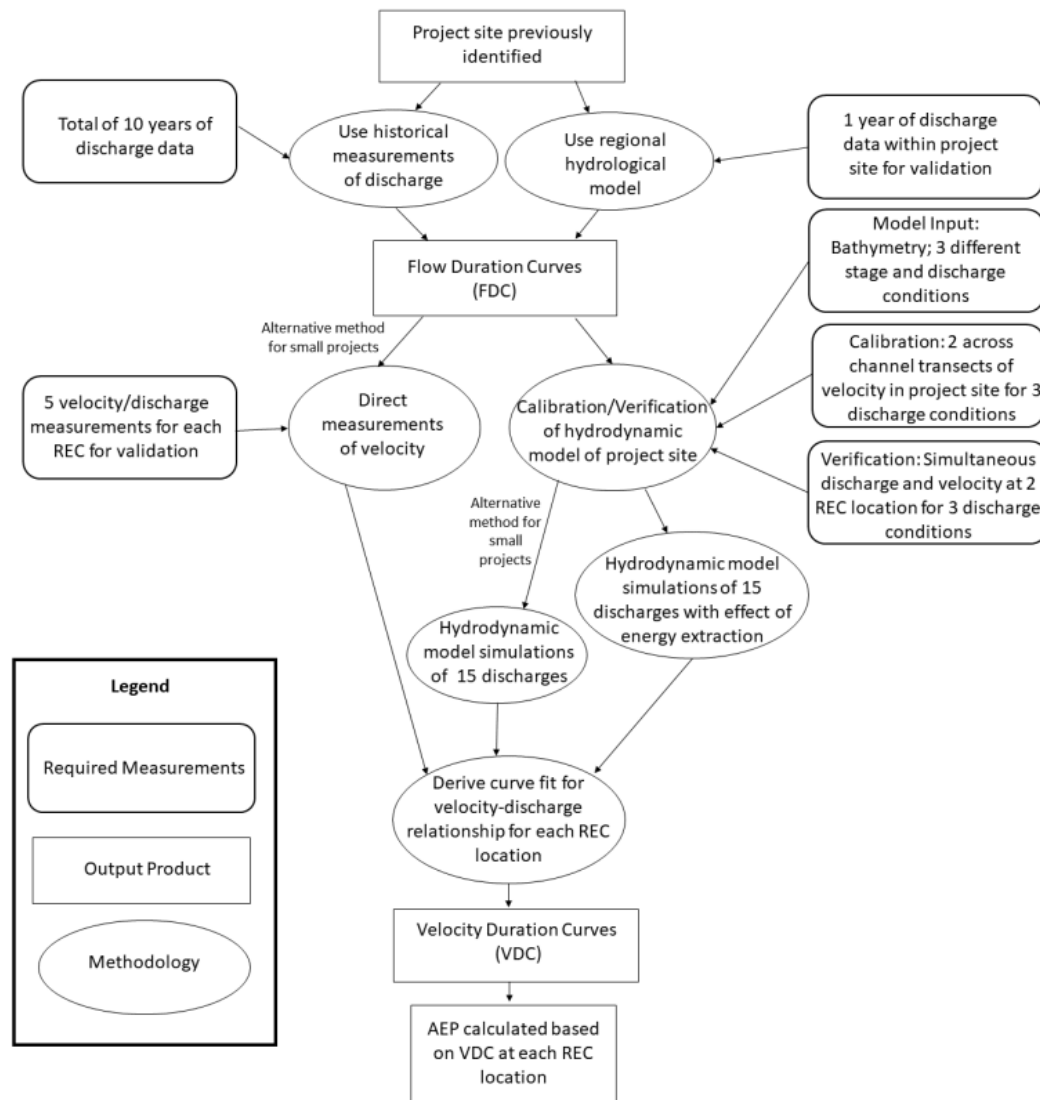 Project site previously
identified
Total of 10 years of
discharge data
Use historical
measurements
of discharge
Use regional
hydrological
model
1 year of discharge
data within project
site for validation
Model Input:
Bathymetry; 3 different
stage and discharge
conditions
Flow Duration Curves
(FDC)
Alternative method
for small projects
Calibration: 2 across
channel transects of
velocity in project site for 3
discharge conditions
5 velocity/discharge
measurements for each
REC for validation
Direct
measurements
of velocity
Calibration/Verification
of hydrodynamic
model of project site
Verification: Simultaneous
discharge and velocity at 2
REC location for 3 discharge
conditions
Alternative
method for
small
projects
Hydrodynamic model
simulations of 15
discharges with effect of
energy extraction
Hydrodynamic
model simulations
of 15 discharges
Legend
Required Measurements
Output Product
Methodology
Derive curve fit for
velocity-discharge
relationship for each REC
location
Velocity Duration Curves
(VDC)
AEP calculated based
on VDC at each REC
location